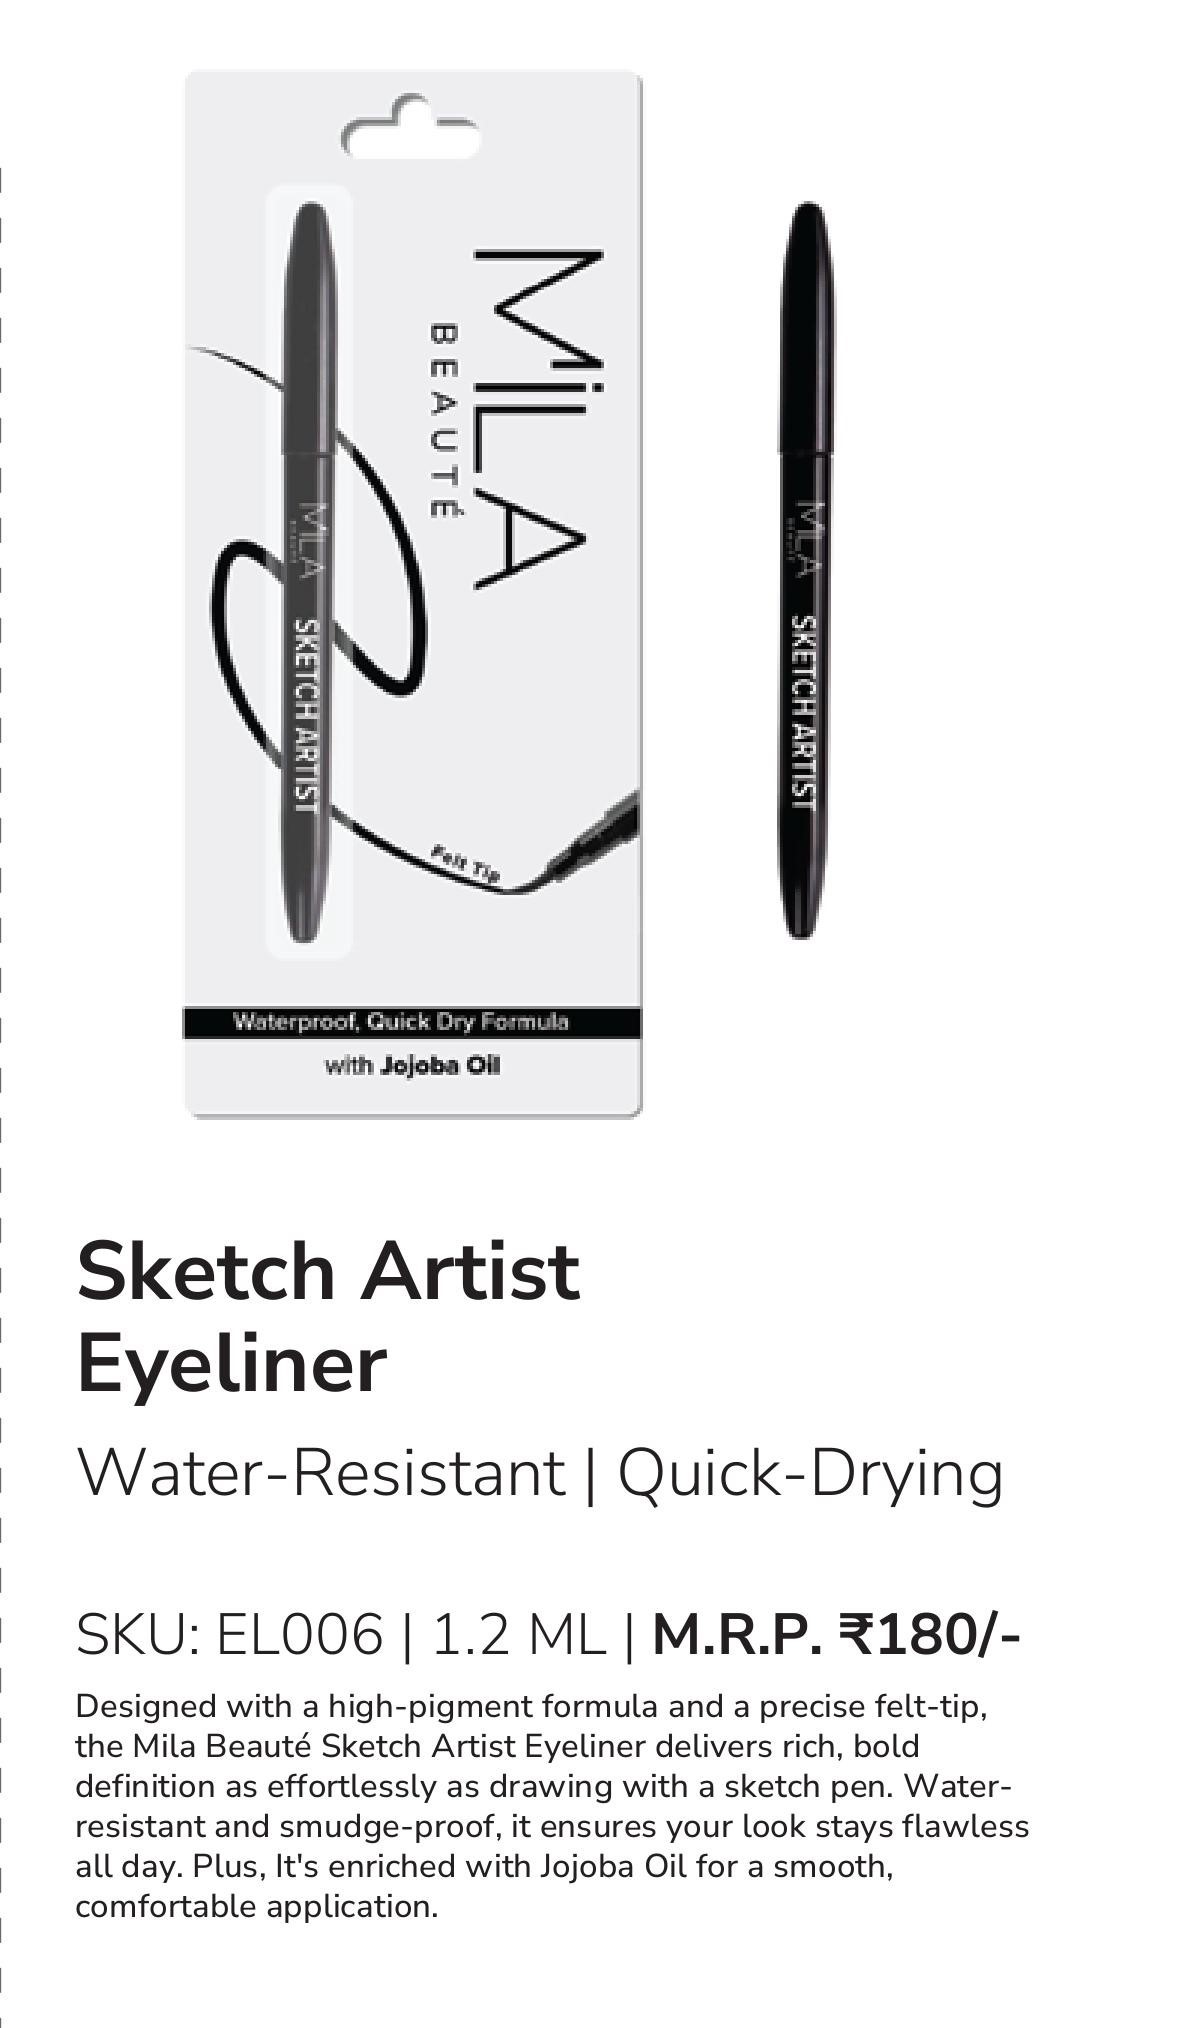 MiLA
BEAUTÉ
MiLA
SKETCH ARTIST
Felt Tip
Waterproof, Quick Dry Formula
with Jojoba Oil
MiLA
SKETCH ARTIST
Sketch Artist
Eyeliner
Water-Resistant | Quick-Drying
SKU: EL006 | 1.2 ML | M.R.P. ₹180/-
Designed with a high-pigment formula and a precise felt-tip,
the Mila Beauté Sketch Artist Eyeliner delivers rich, bold
definition as effortlessly as drawing with a sketch pen. Water-
resistant and smudge-proof, it ensures your look stays flawless
all day. Plus, It's enriched with Jojoba Oil for a smooth,
comfortable application.